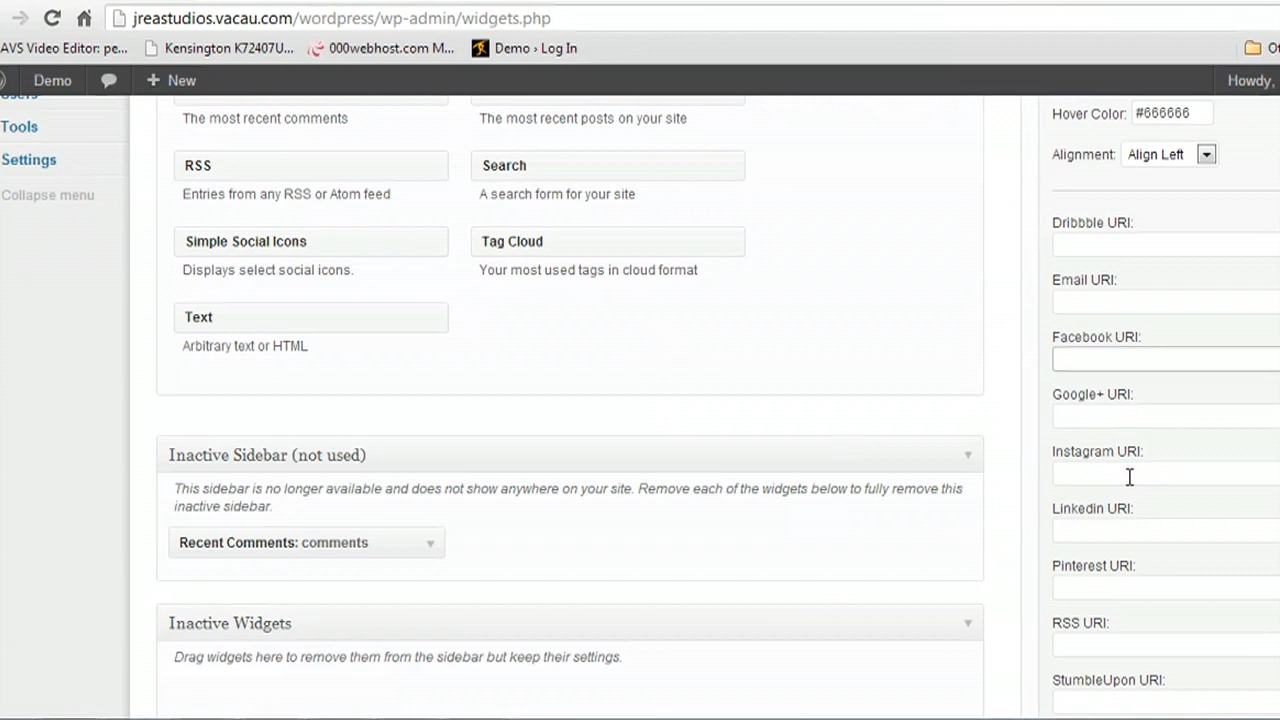 jreastudios.vacau.com/wordpress/wp-admin/widgets.php
AVS Video Editor: pe... Kensington K72407U... 000webhost.com M... Demo › Log In
Demo New Howdy,
Tools
Settings
Collapse menu
The most recent comments
The most recent posts on your site
RSS
Entries from any RSS or Atom feed
Search
A search form for your site
Simple Social Icons
Displays select social icons.
Tag Cloud
Your most used tags in cloud format
Text
Arbitrary text or HTML
Inactive Sidebar (not used)
This sidebar is no longer available and does not show anywhere on your site. Remove each of the widgets below to fully remove this
inactive sidebar.
Recent Comments: comments
Inactive Widgets
Drag widgets here to remove them from the sidebar but keep their settings.
Hover Color: #666666
Alignment: Align Left
Dribbble URI:
Email URI:
Facebook URI:
Google+ URI:
Instagram URI:
Linkedin URI:
Pinterest URI:
RSS URI:
StumbleUpon URI: